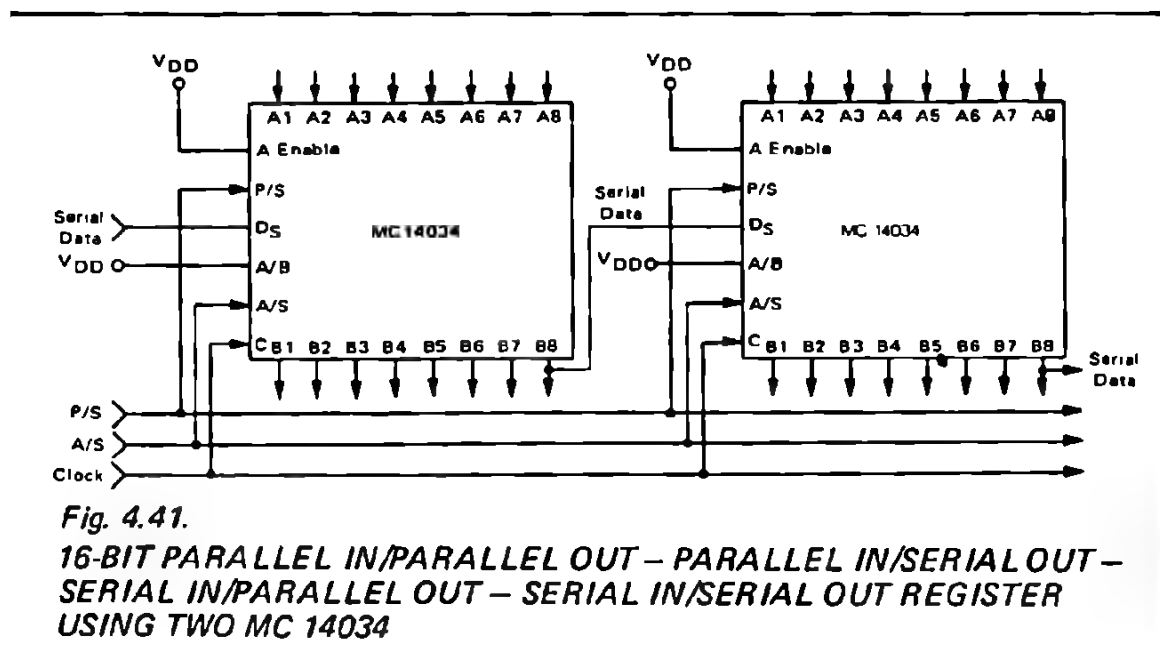 VDD VDD
A1 A2 A3 A4 A5 A6 A7 A8 A1 A2 A3 A4 A5 A6 A7 A8
A Enable A Enable
P/S Serial P/S
Serial Data DS MC14034 Data DS MC 14034
VDD A/B VDD A/B
A/S A/S
C B1 B2 B3 B4 B5 B6 B7 B8 C B1 B2 B3 B4 B5 B6 B7 B8
Serial
Data
P/S
A/S
Clock
Fig. 4.41.
16-BIT PARALLEL IN/PARALLEL OUT – PARALLEL IN/SERIAL OUT –
SERIAL IN/PARALLEL OUT – SERIAL IN/SERIAL OUT REGISTER
USING TWO MC 14034